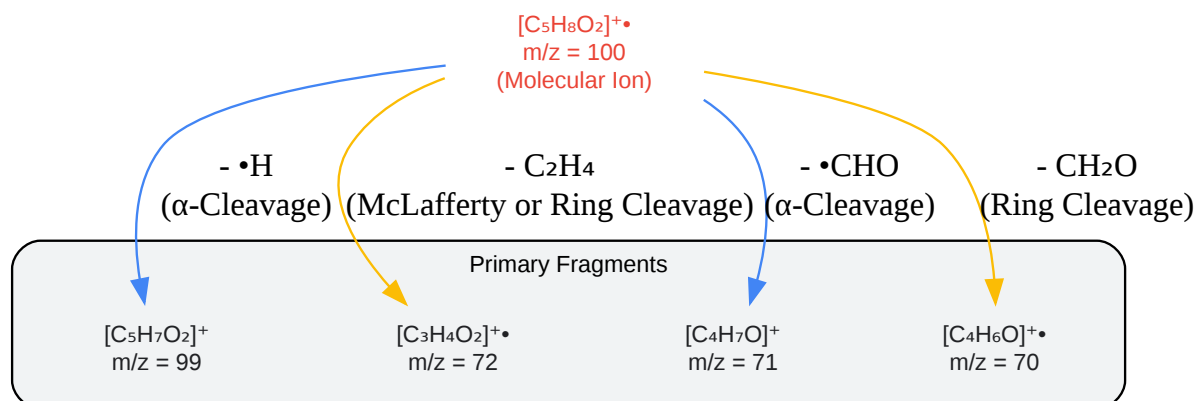 [C₅H₈O₂]⁺•
m/z = 100
(Molecular Ion)
- •H
(α-Cleavage)
- C₂H₄
(McLafferty or Ring Cleavage)
- •CHO
(α-Cleavage)
- CH₂O
(Ring Cleavage)
Primary Fragments
[C₅H₇O₂]⁺
m/z = 99
[C₃H₄O₂]⁺•
m/z = 72
[C₄H₇O]⁺
m/z = 71
[C₄H₆O]⁺•
m/z = 70